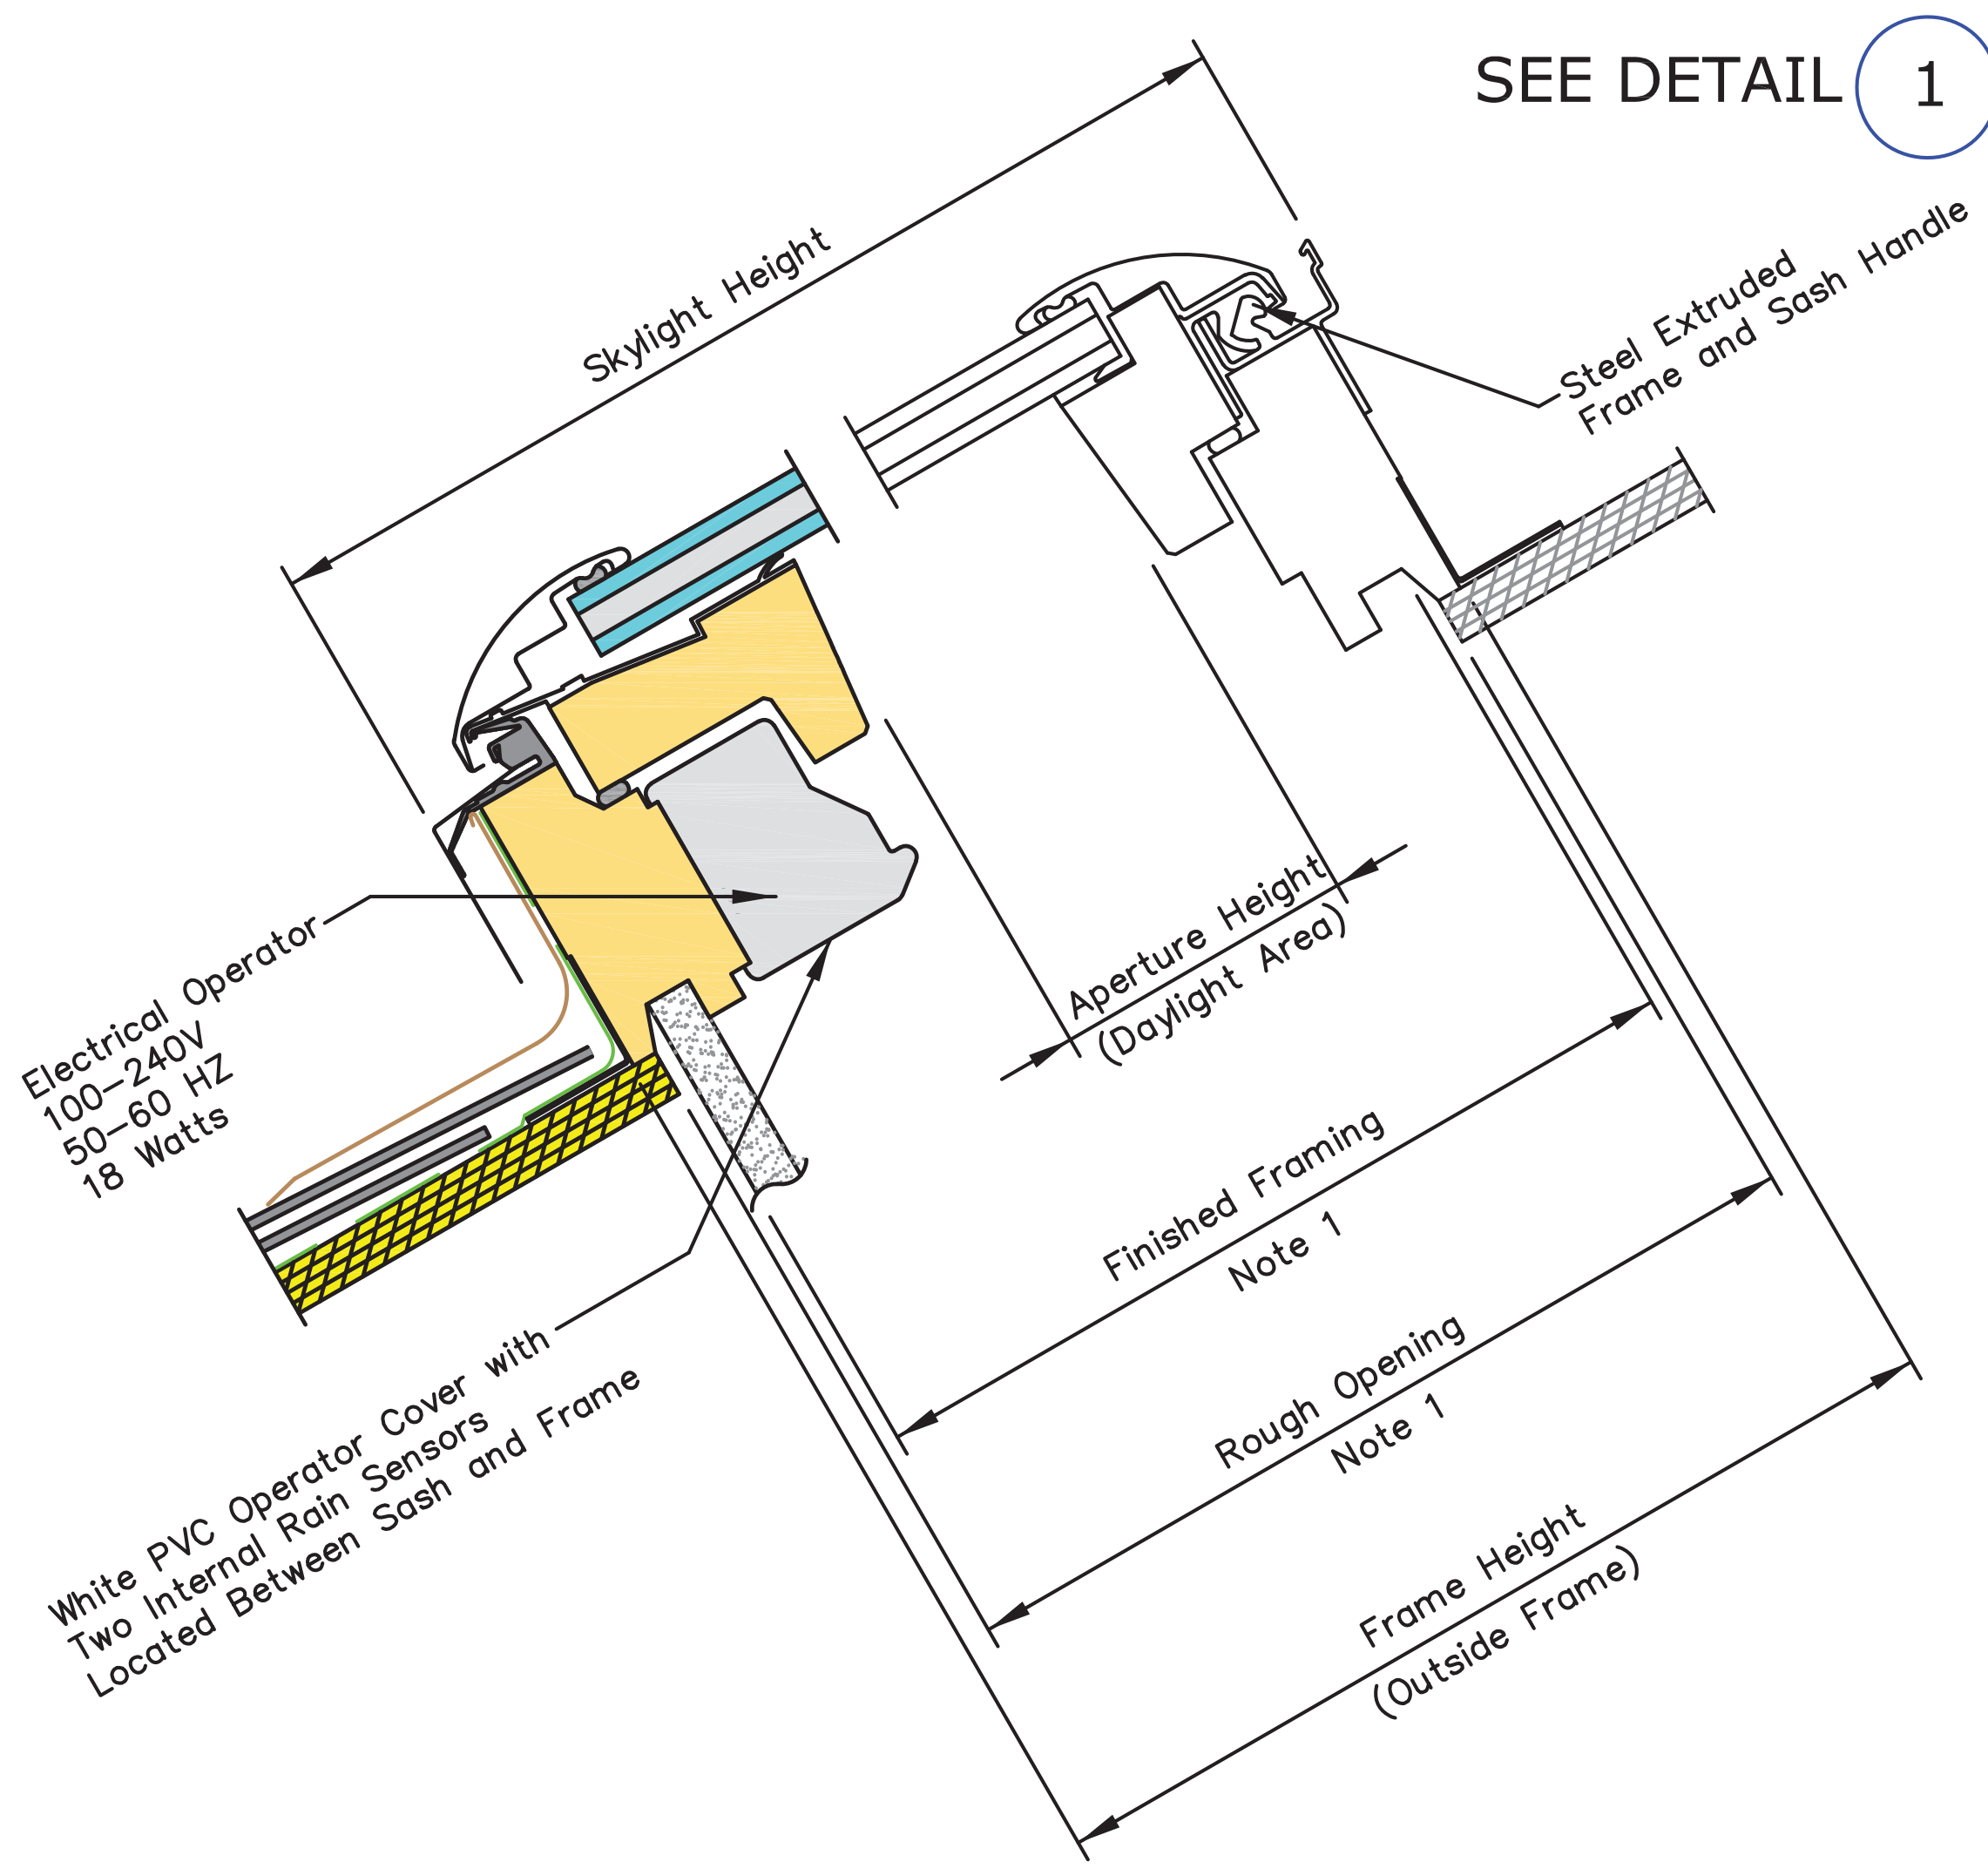 SEE DETAIL 1
Skylight Height
Steel Extruded
Frame and Sash Handle
Electrical Operator
100-240V
50-60 HZ
18 Watts
Aperture Height
(Daylight Area)
Finished Framing
Note 1
Rough Opening
Note 1
White PVC Operator Cover with
Two Internal Rain Sensors
Located Between Sash and Frame
Frame Height
(Outside Frame)